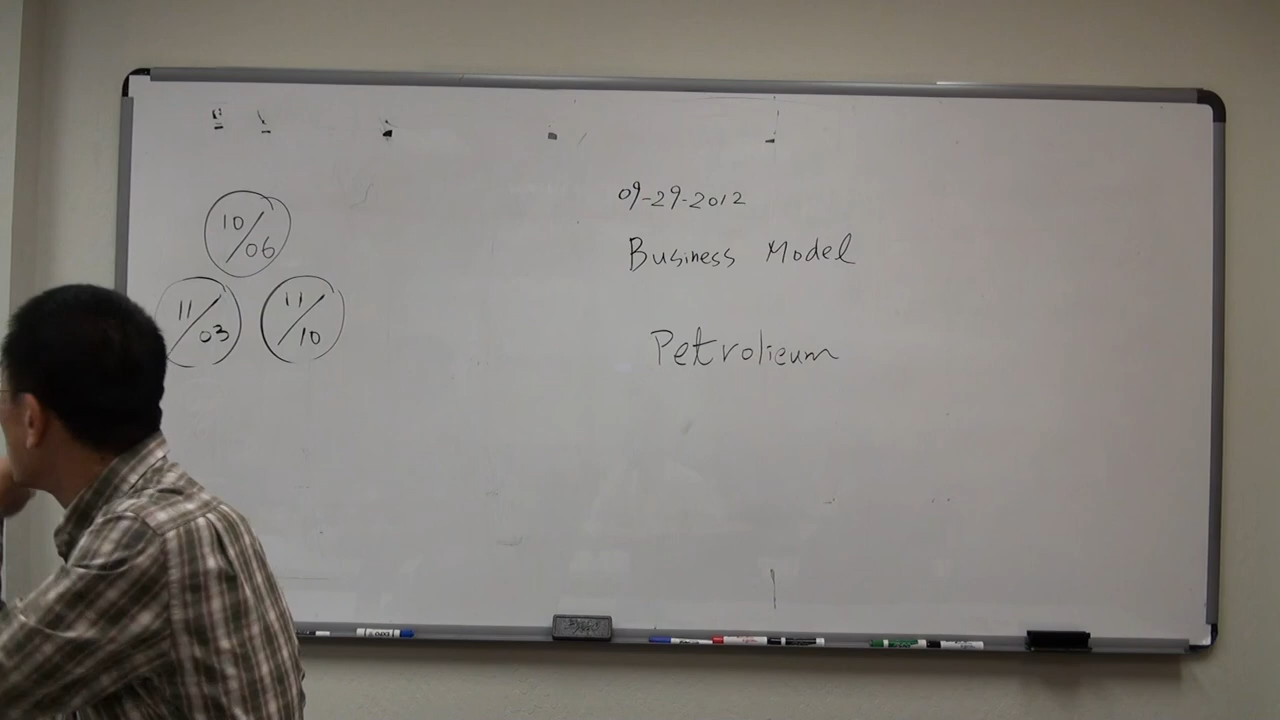 10/06
11/03
11/10
09-29-2012
Business Model
Petrolieum